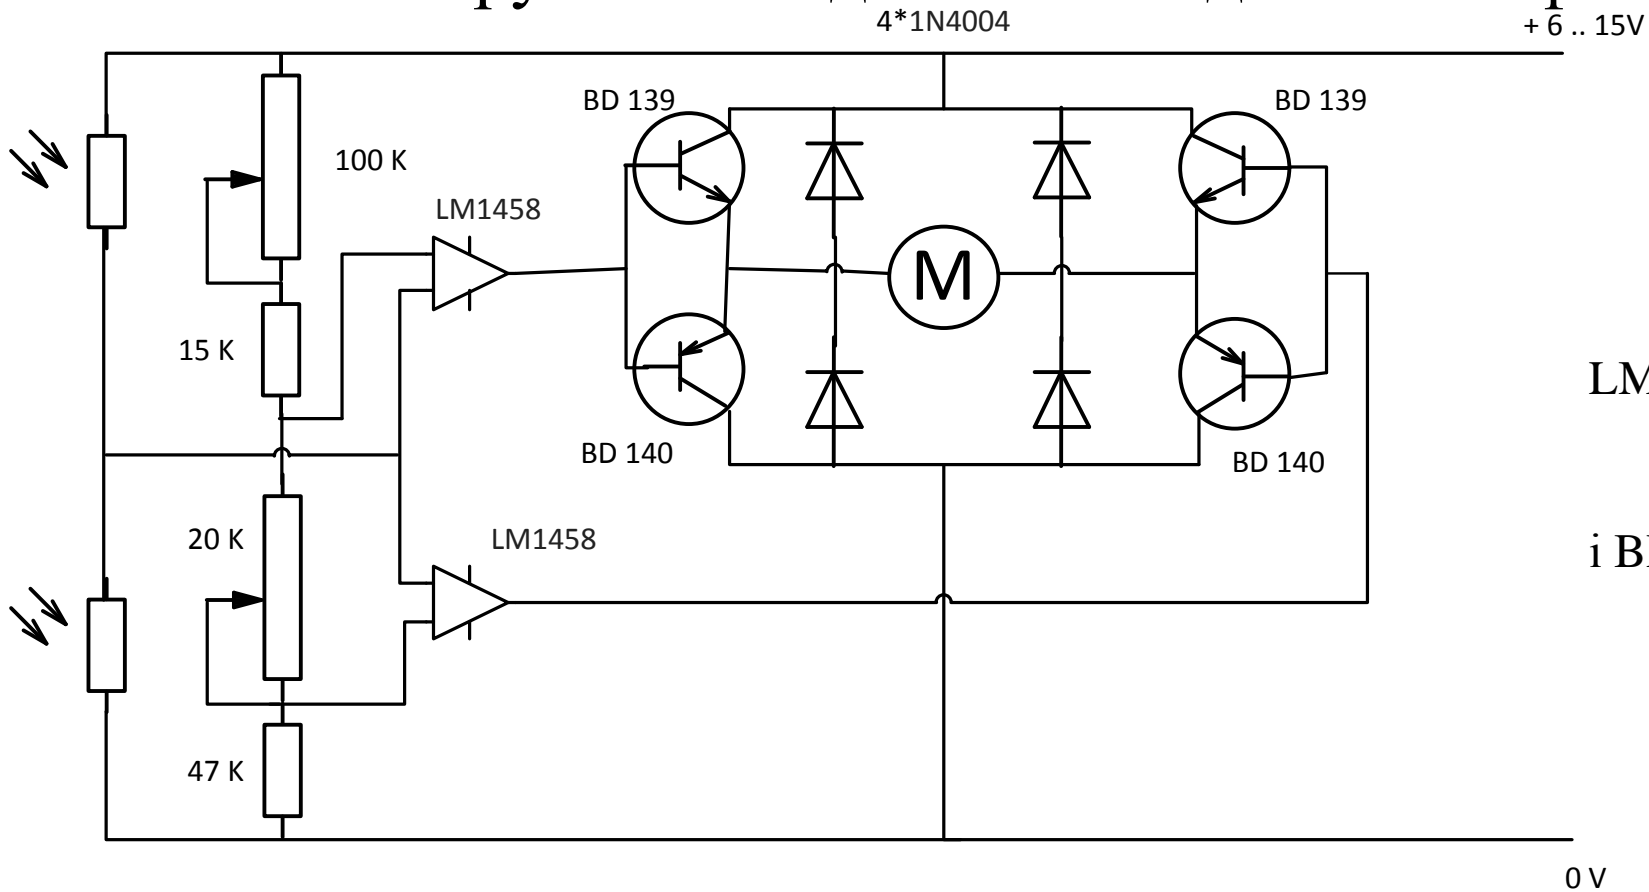 4*1N4004
+ 6 .. 15V
BD 139
BD 139
100 K
LM1458
15 K
M
BD 140
BD 140
20 K
LM1458
47 K
0 V